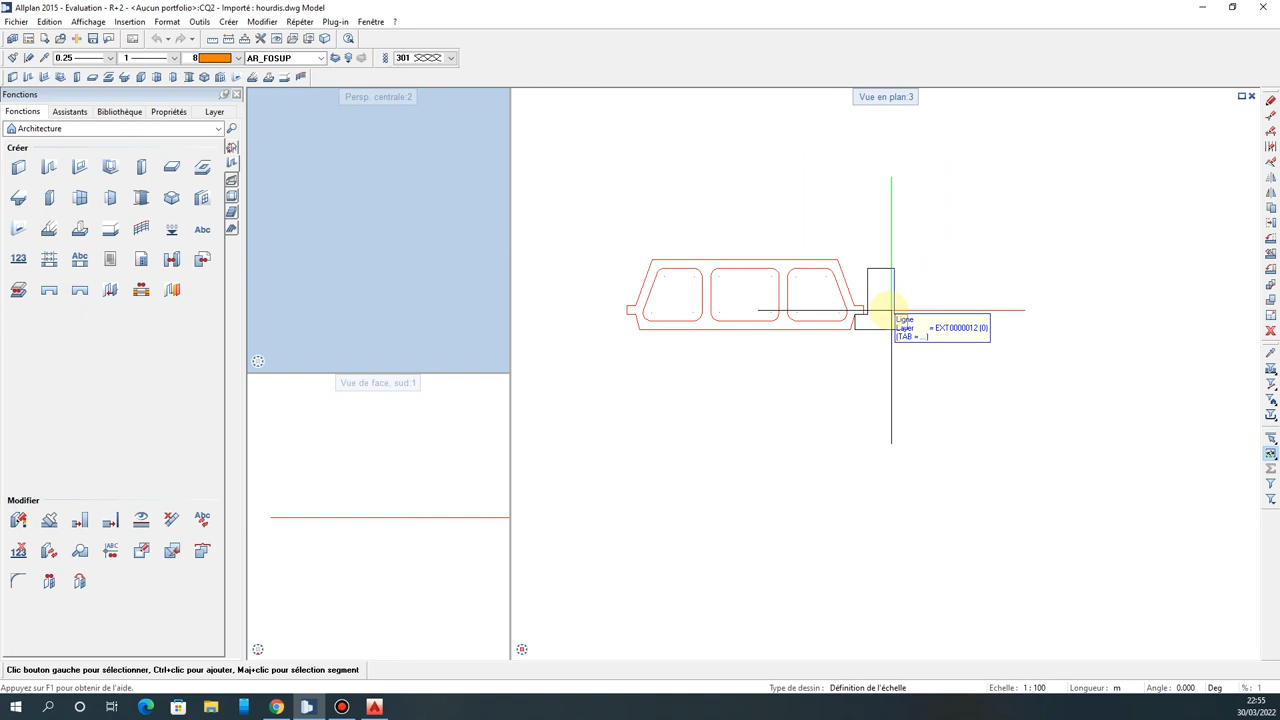 Allplan 2015 - Evaluation - R+2 - <Aucun portfolio>:CQ2 - Importé : hourdis.dwg Model
Fichier Edition Affichage Insertion Format Outils Créer Modifier Répéter Plug-in Fenêtre ?
0.25 1 8 AR_FOSUP 301
Fonctions
Fonctions Assistants Bibliothèque Propriétés Layer
Architecture
Créer
Abc
123 Abc
Modifier
Abc
123 ABC
Persp. centrale:2
Vue de face, sud:1
Vue en plan:3
Ligne
Layer = EXT0000012 (0)
(TAB = ...)
Clic bouton gauche pour sélectionner, Ctrl+clic pour ajouter, Maj+clic pour sélection segment
Appuyez sur F1 pour obtenir de l'aide. Type de dessin : Définition de l'échelle Echelle : 1 : 100 Longueur : m Angle : 0.000 Deg % : 1
22:55
30/03/2022